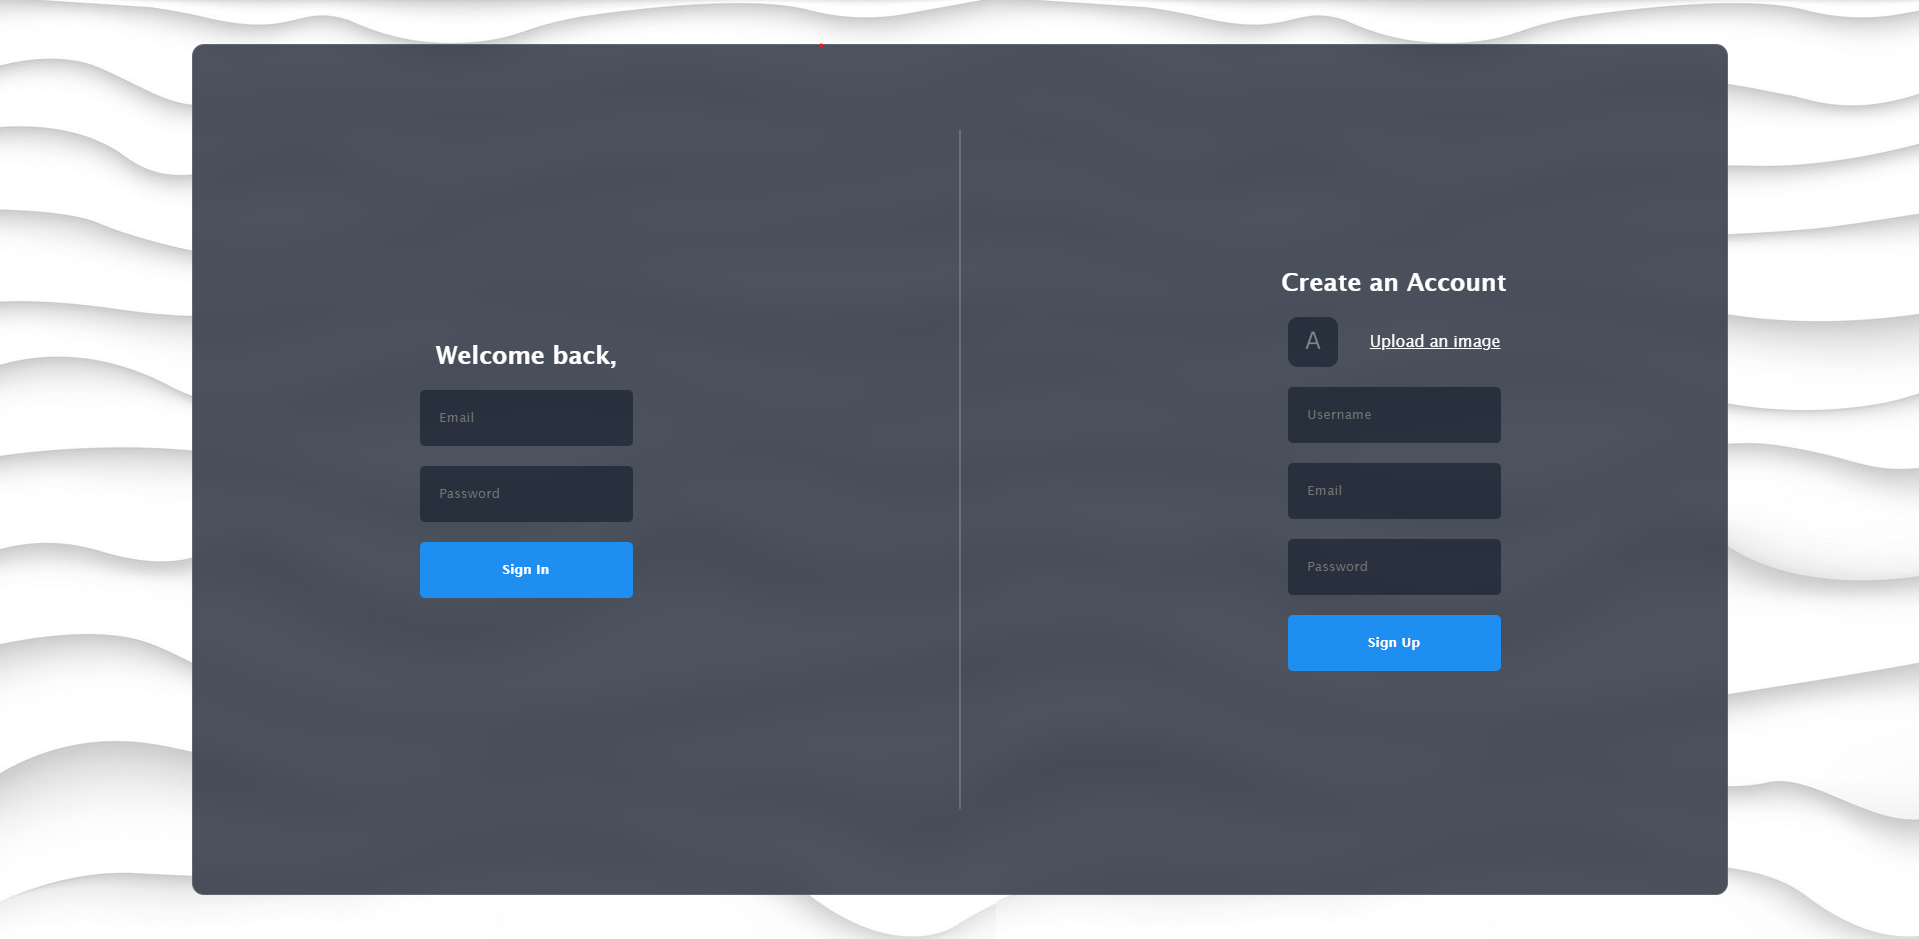 Welcome back,
Email
Password
Sign In
Create an Account
A
Upload an image
Username
Email
Password
Sign Up